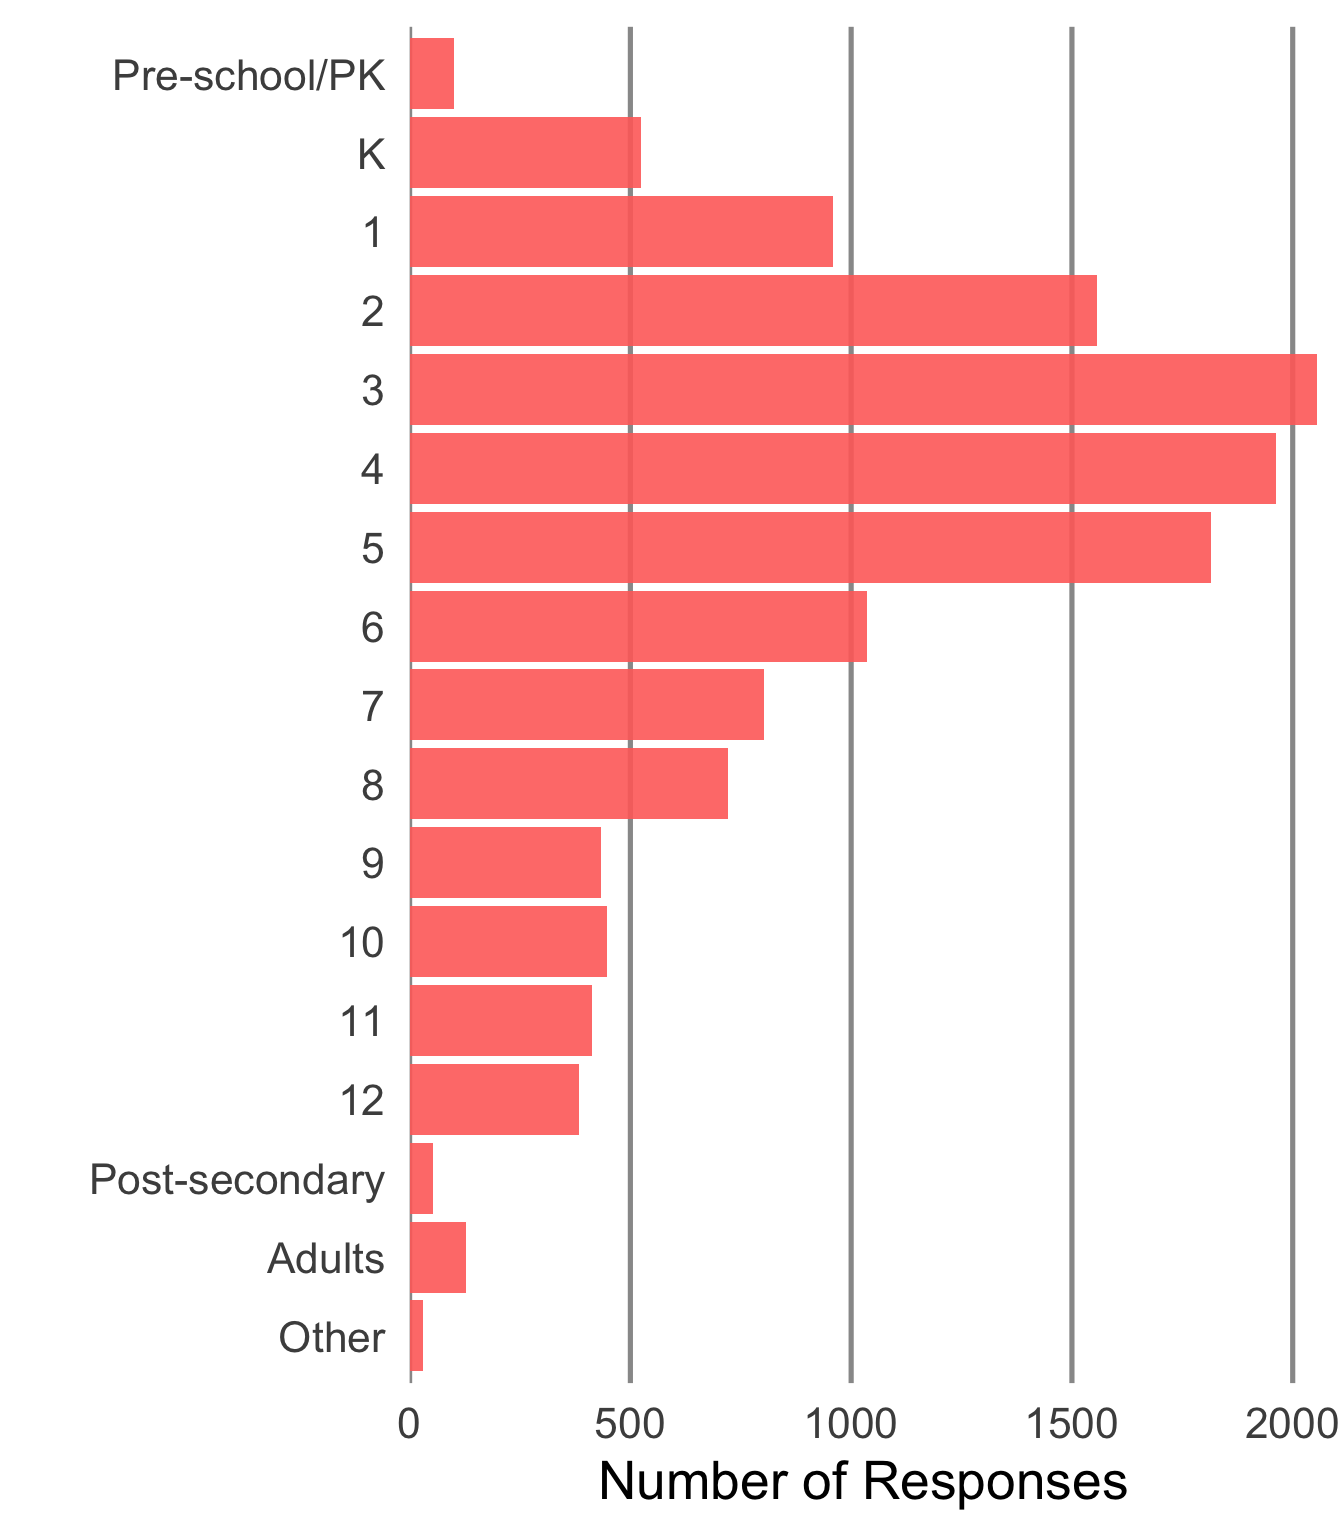 Pre-school/PK
K
1
2
3
4
5
6
7
8
9
10
11
12
Post-secondary
Adults
Other
0 500 1000 1500 2000
Number of Responses